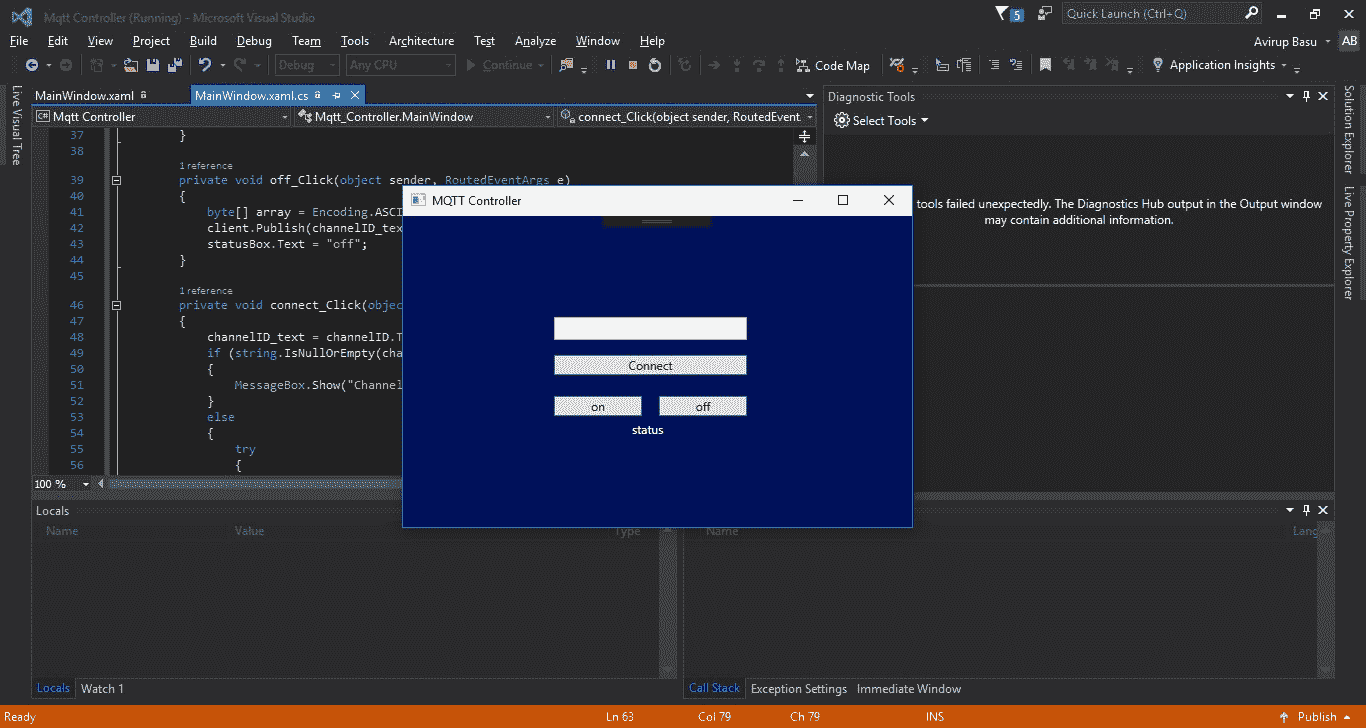 Mqtt Controller (Running) - Microsoft Visual Studio
5
Quick Launch (Ctrl+Q)
File Edit View Project Build Debug Team Tools Architecture Test Analyze Window Help
Avirup Basu AB
Debug Any CPU Continue Code Map Application Insights
Live Visual Tree
MainWindow.xaml MainWindow.xaml.cs
C# Mqtt Controller Mqtt_Controller.MainWindow connect_Click(object sender, RoutedEvent
37 }
38
1 reference
39 private void off_Click(object sender, RoutedEventArgs e)
40 {
41 byte[] array = Encoding.ASCI
42 client.Publish(channelID_tex
43 statusBox.Text = "off";
44 }
45
1 reference
46 private void connect_Click(objec
47 {
48 channelID_text = channelID.T
49 if (string.IsNullOrEmpty(cha
50 {
51 MessageBox.Show("Channel
52 }
53 else
54 {
55 try
56 {
100 %
MQTT Controller
Connect
on off
status
Diagnostic Tools
Select Tools
tools failed unexpectedly. The Diagnostics Hub output in the Output window
may contain additional information.
Solution Explorer
Live Property Explorer
Locals
Name Value Type
Name Lang
Locals Watch 1
Call Stack Exception Settings Immediate Window
Ready Ln 63 Col 79 Ch 79 INS Publish